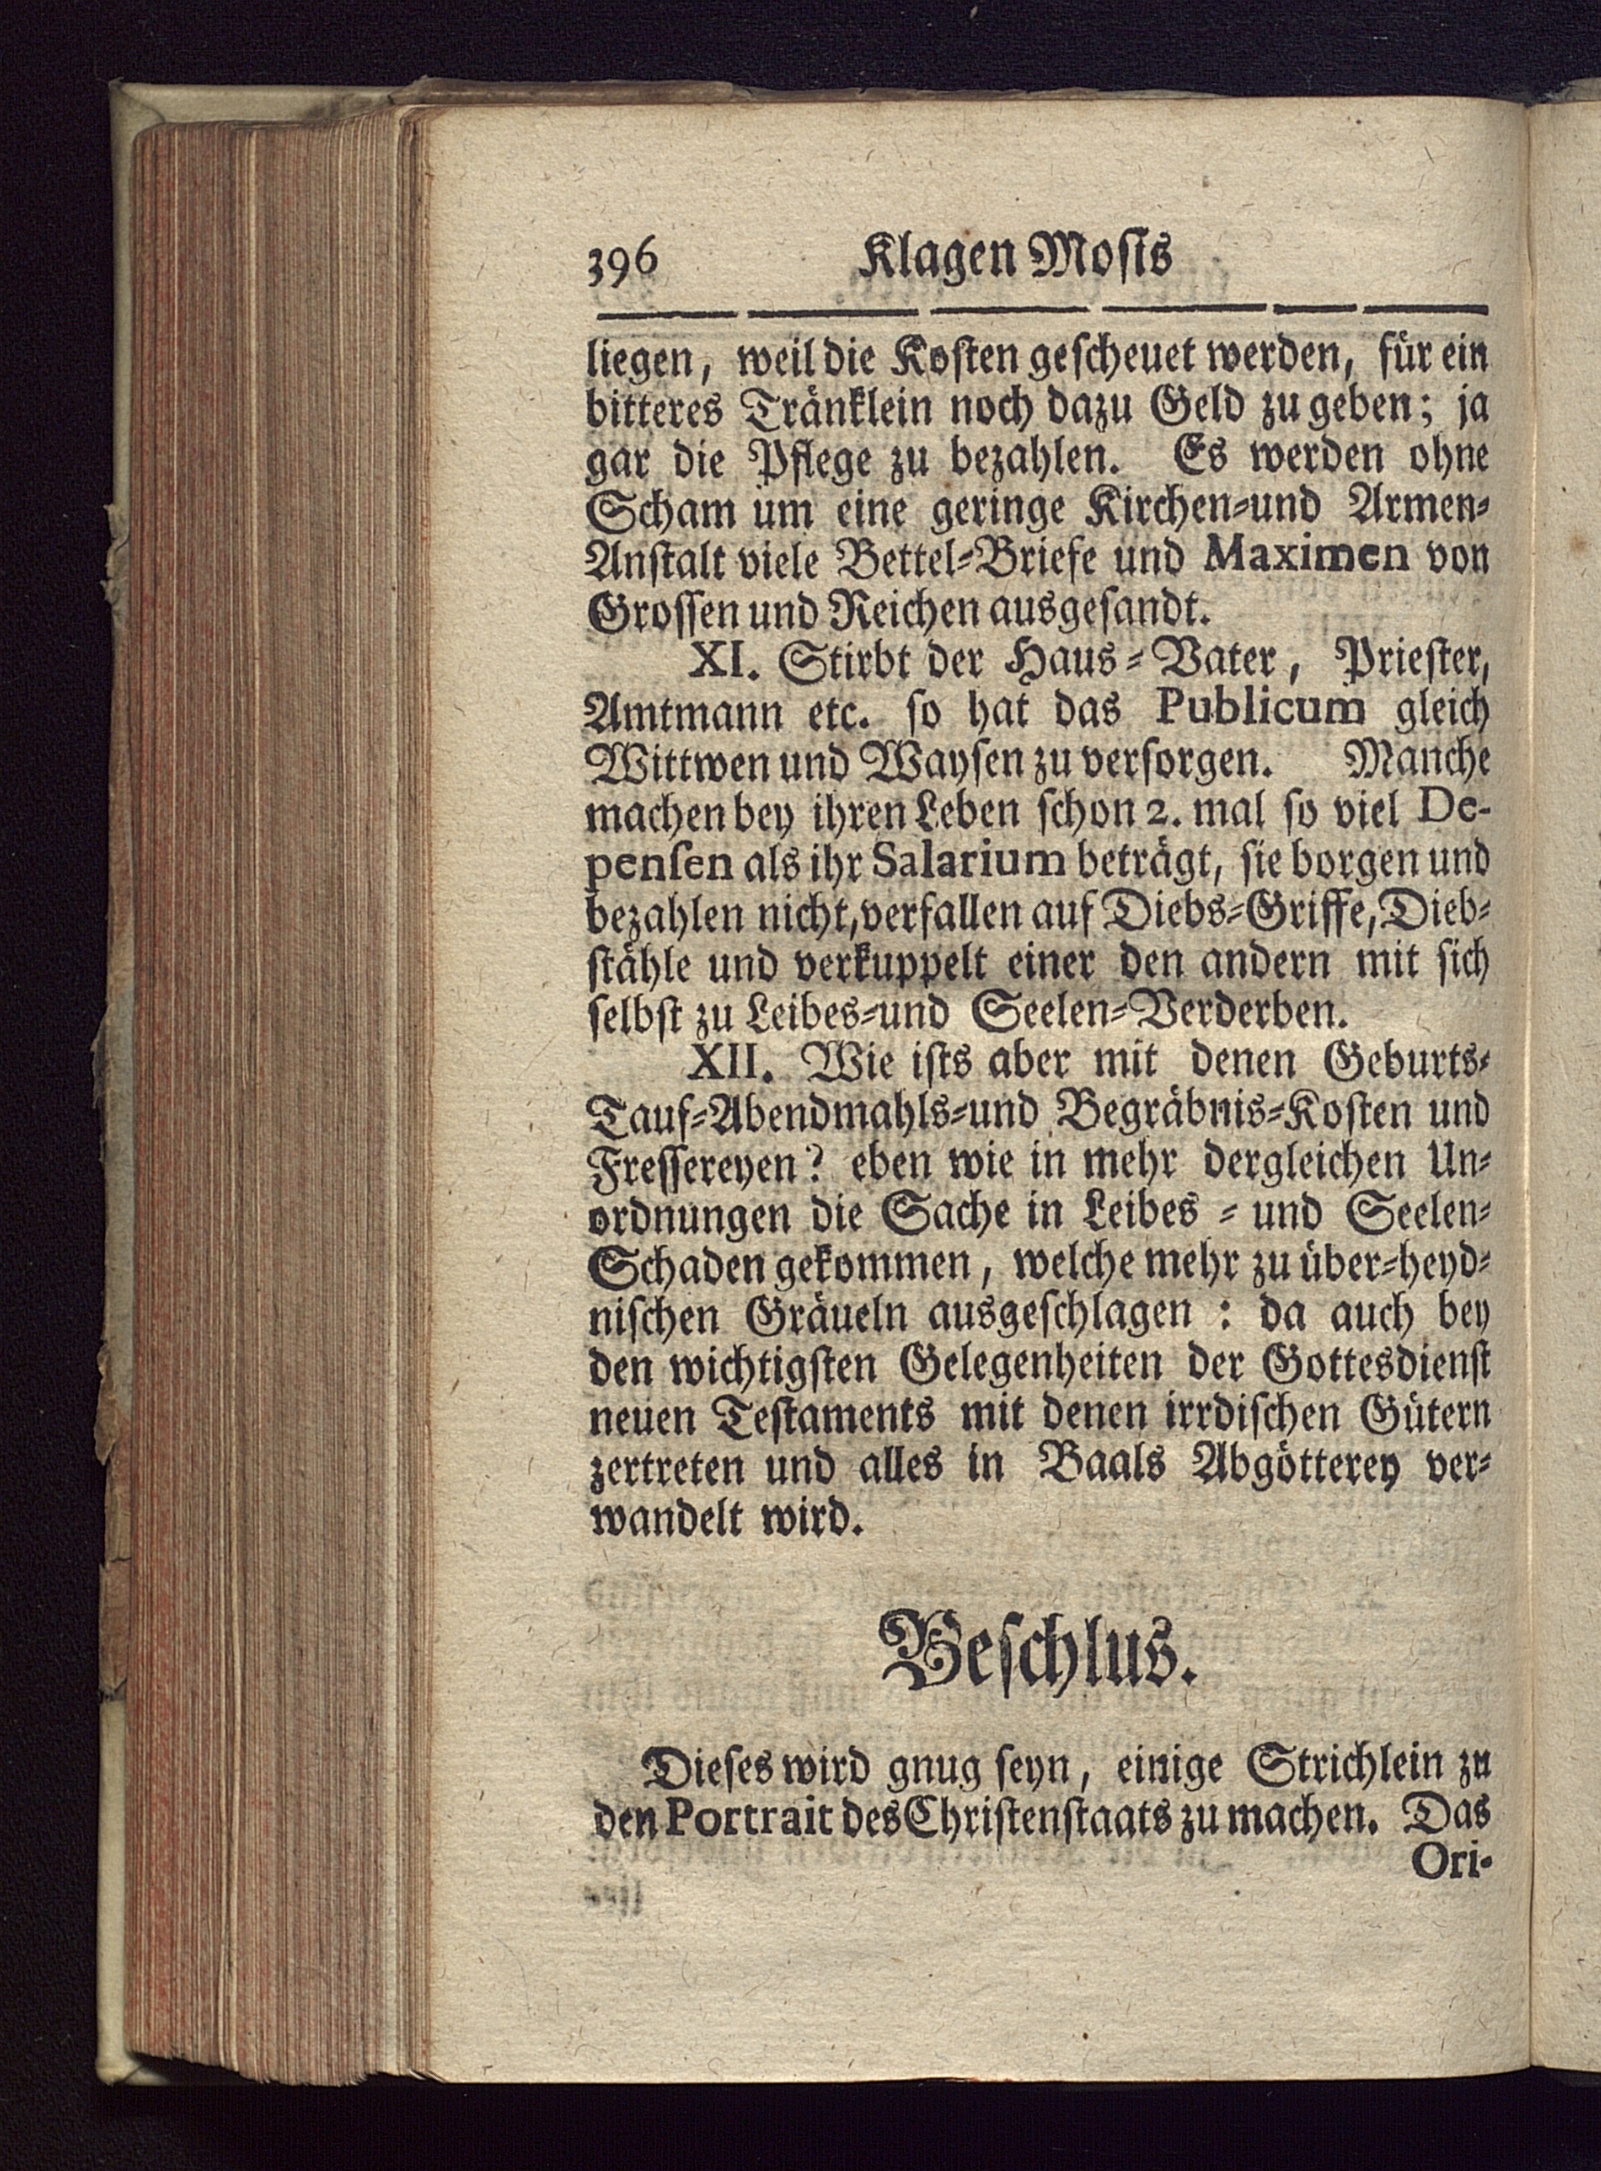 396 Klagen Mosis
liegen, weil die Kosten gescheuet werden, für ein
bitteres Tränklein noch dazu Geld zu geben; ja
gar die Pflege zu bezahlen. Es werden ohne
Scham um eine geringe Kirchen-und Armen-
Anstalt viele Bettel-Briefe und Maximen von
Grossen und Reichen ausgesandt.
XI. Stirbt der Haus-Vater, Priester,
Amtmann etc. so hat das Publicum gleich
Wittwen und Waysen zu versorgen. Manche
machen bey ihren Leben schon 2. mal so viel De-
pensen als ihr Salarium beträgt, sie borgen und
bezahlen nicht, verfallen auf Diebs-Griffe, Dieb-
stähle und verkuppelt einer den andern mit sich
selbst zu Leibes-und Seelen-Verderben.
XII. Wie ists aber mit denen Geburts-
Tauf-Abendmahls-und Begräbnis-Kosten und
Fressereyen? eben wie in mehr dergleichen Un-
ordnungen die Sache in Leibes - und Seelen-
Schaden gekommen, welche mehr zu über-heyd-
nischen Gräueln ausgeschlagen : da auch bey
den wichtigsten Gelegenheiten der Gottesdienst
neuen Testaments mit denen irrdischen Gütern
zertreten und alles in Baals Abgötterey ver-
wandelt wird.
Beschlus.
Dieses wird gnug seyn, einige Strichlein zu
den Portrait des Christenstaats zu machen. Das
Ori-